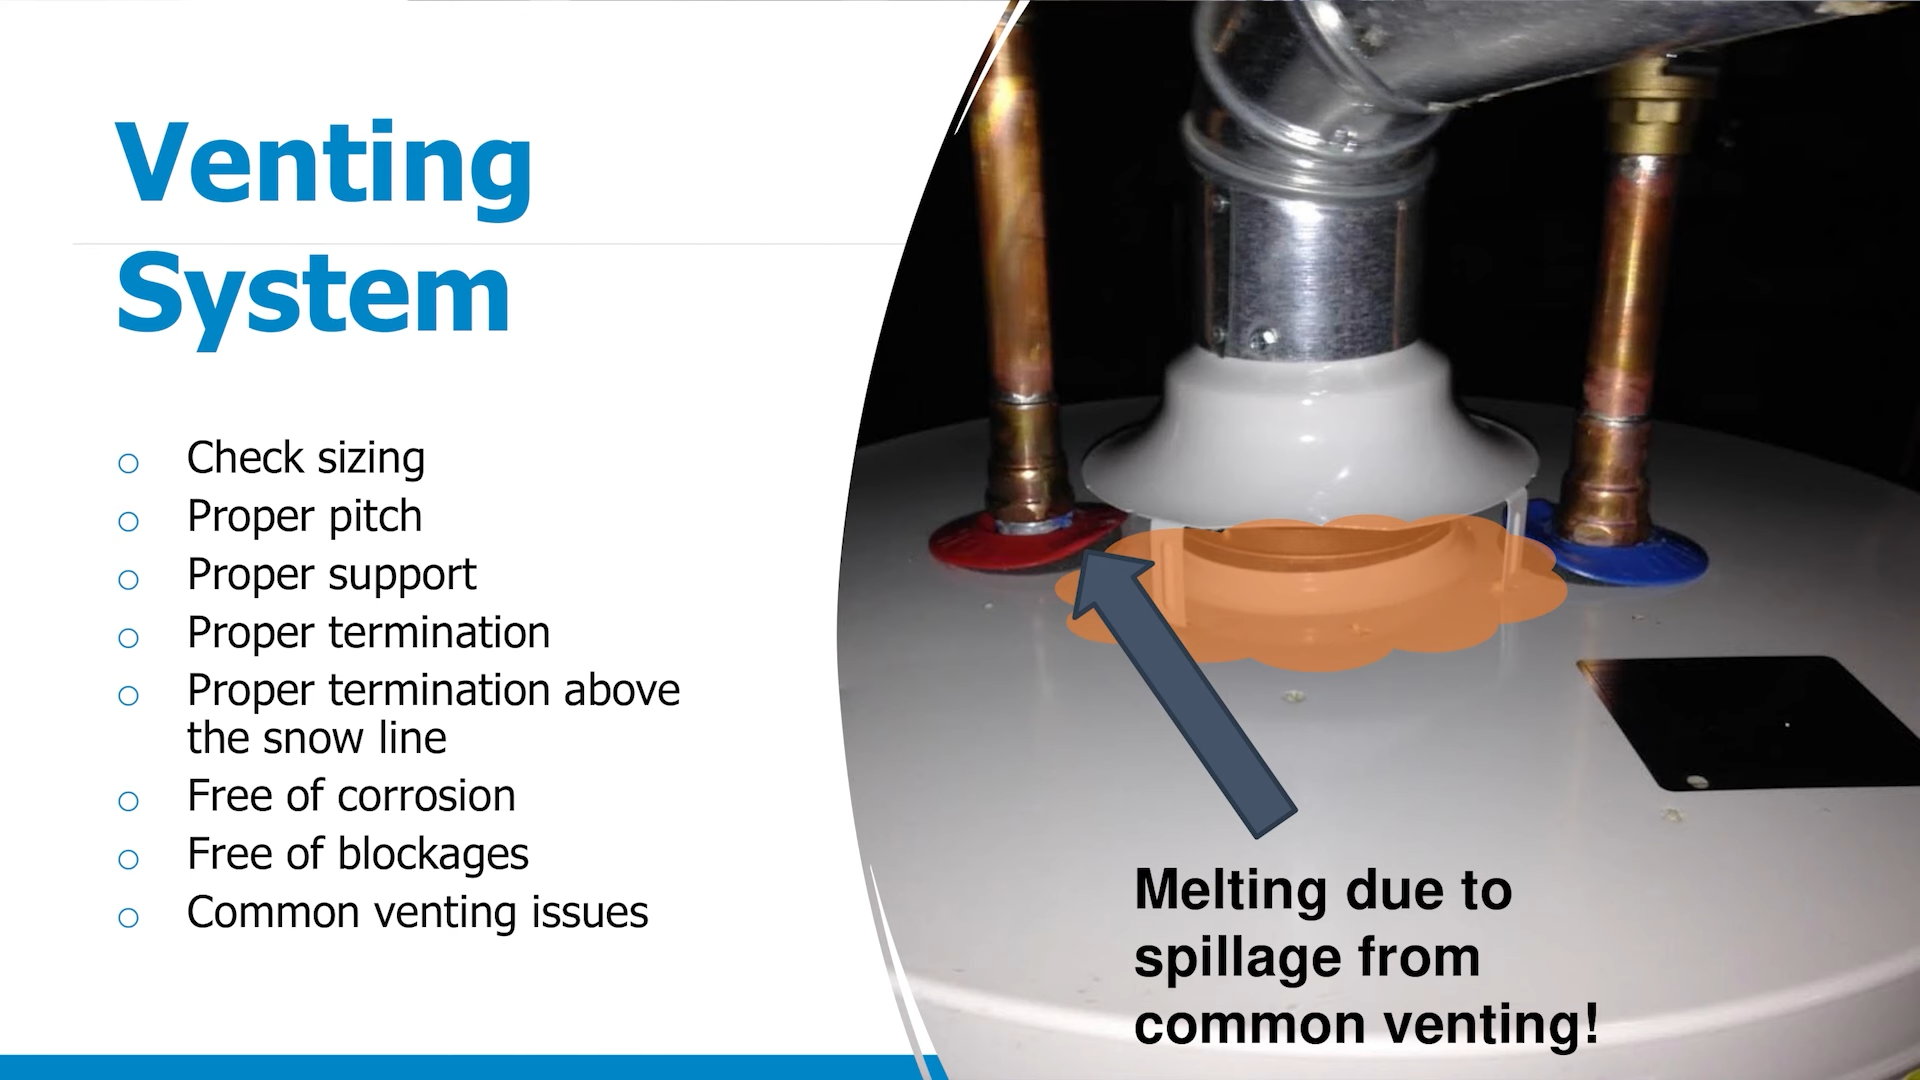 Venting
System
Check sizing
Proper pitch
Proper support
Proper termination
Proper termination above
the snow line
Free of corrosion
Free of blockages
Common venting issues
Melting due to
spillage from
common venting!